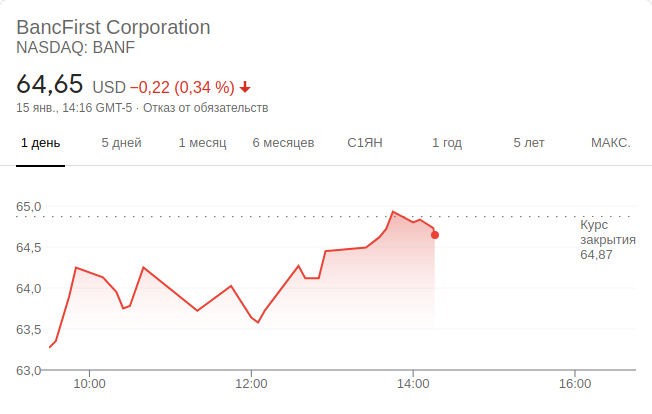 BancFirst Corporation
NASDAQ: BANF
64,65 USD −0,22 (0,34 %)
15 янв., 14:16 GMT-5 · Отказ от обязательств
1 день 5 дней 1 месяц 6 месяцев С1ЯН 1 год 5 лет МАКС.
65,0
Курс
закрытия
64,87
64,5
64,0
63,5
63,0
10:00 12:00 14:00 16:00